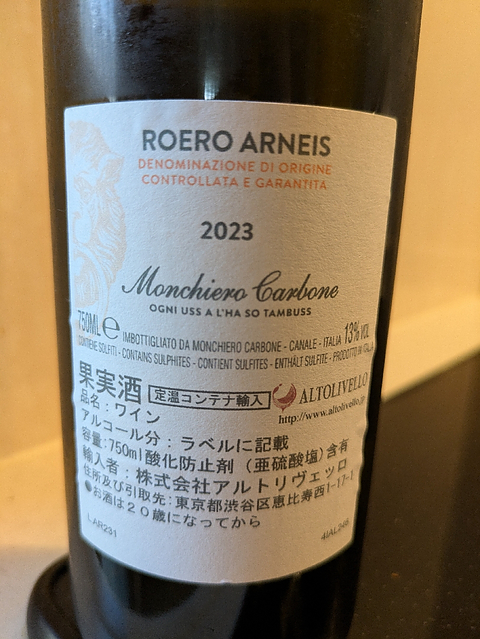 ROERO ARNEIS
DENOMINAZIONE DI ORIGINE
CONTROLLATA E GARANTITA
2023
Monchiero Carbone
OGNI USS A L'HA SO TAMBUSS
750ML e IMBOTTIGLIATO DA MONCHIERO CARBONE - CANALE - ITALIA 13% VOL
CONTIENE SOLFITI - CONTAINS SULPHITES - CONTIENT SULFITES - ENTHÄLT SULFITE - PRODOTTO IN ITALIA
果実酒 定温コンテナ輸入 ALTOLIVELLO
http://www.altolivello.jp
品名：ワイン
アルコール分：ラベルに記載
容量：750ml 酸化防止剤（亜硫酸塩）含有
輸入者：株式会社アルトリヴェッロ
住所及び引取先：東京都渋谷区恵比寿西1-17-1
●お酒は２０歳になってから
L.AR231